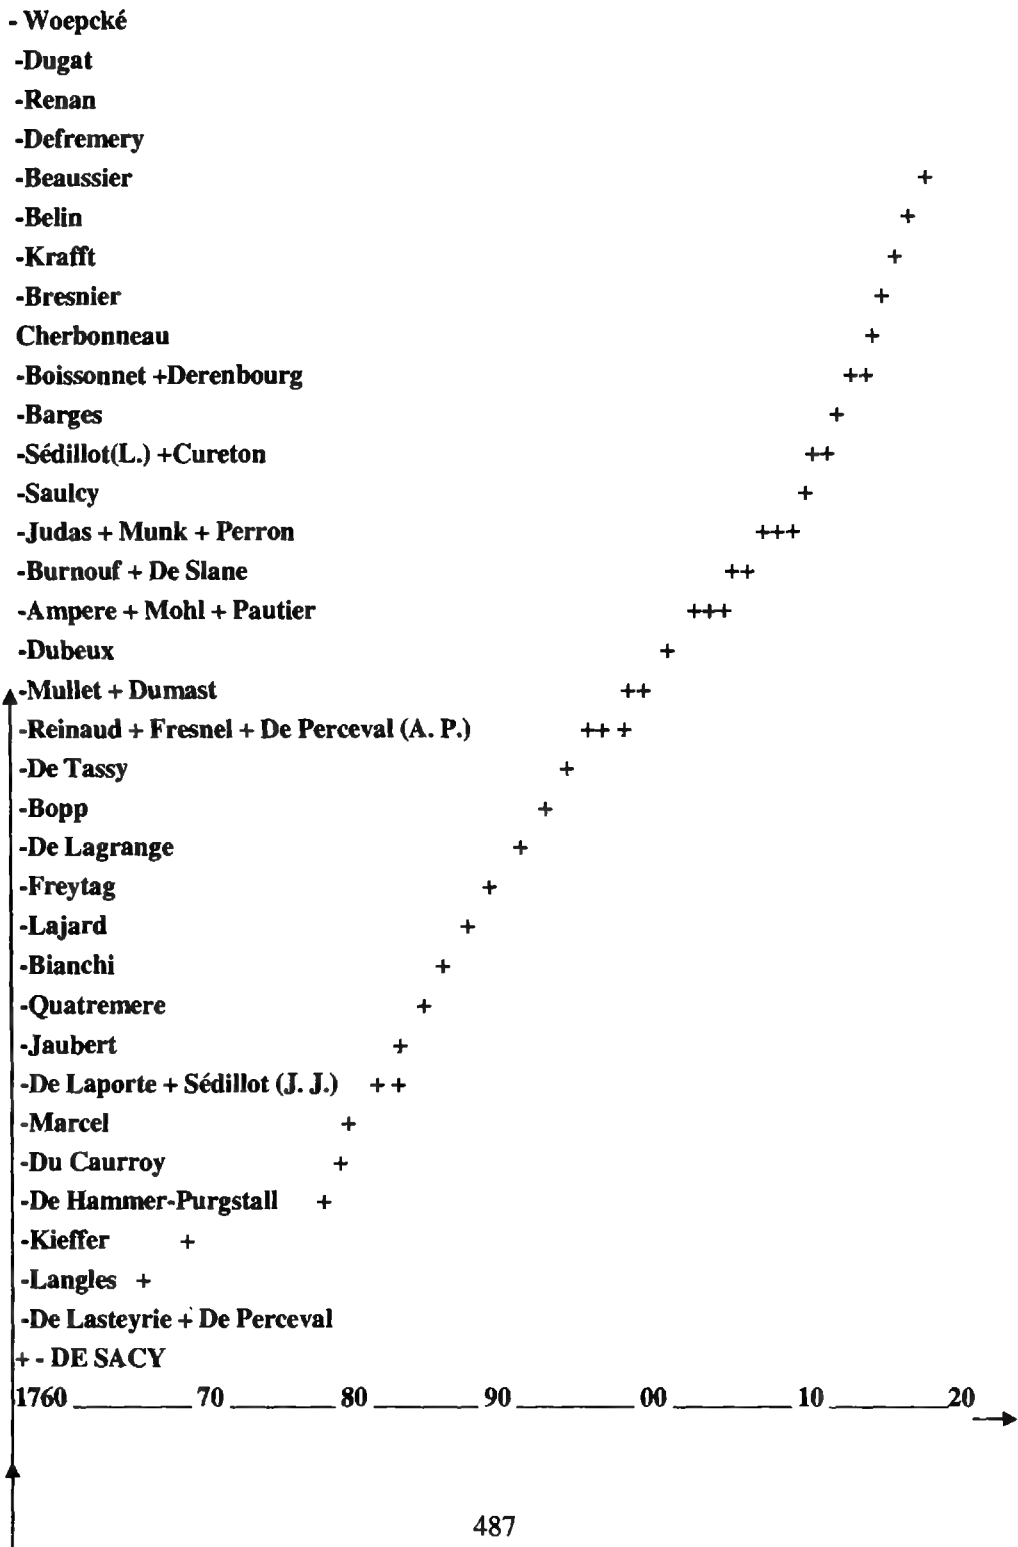 - Woepcké
-Dugat
-Renan
-Defremery
-Beaussier +
-Belin +
-Krafft +
-Bresnier +
Cherbonneau +
-Boissonnet +Derenbourg ++
-Barges +
-Sédillot(L.) +Cureton ++
-Saulcy +
-Judas + Munk + Perron +++
-Burnouf + De Slane ++
-Ampere + Mohl + Pautier +++
-Dubeux +
-Mullet + Dumast ++
-Reinaud + Fresnel + De Perceval (A. P.) ++ +
-De Tassy +
-Bopp +
-De Lagrange +
-Freytag +
-Lajard +
-Bianchi +
-Quatremere +
-Jaubert +
-De Laporte + Sédillot (J. J.) + +
-Marcel +
-Du Caurroy +
-De Hammer-Purgstall +
-Kieffer +
-Langles +
-De Lasteyrie + De Perceval
+ - DE SACY
1760 70 80 90 00 10 20
487